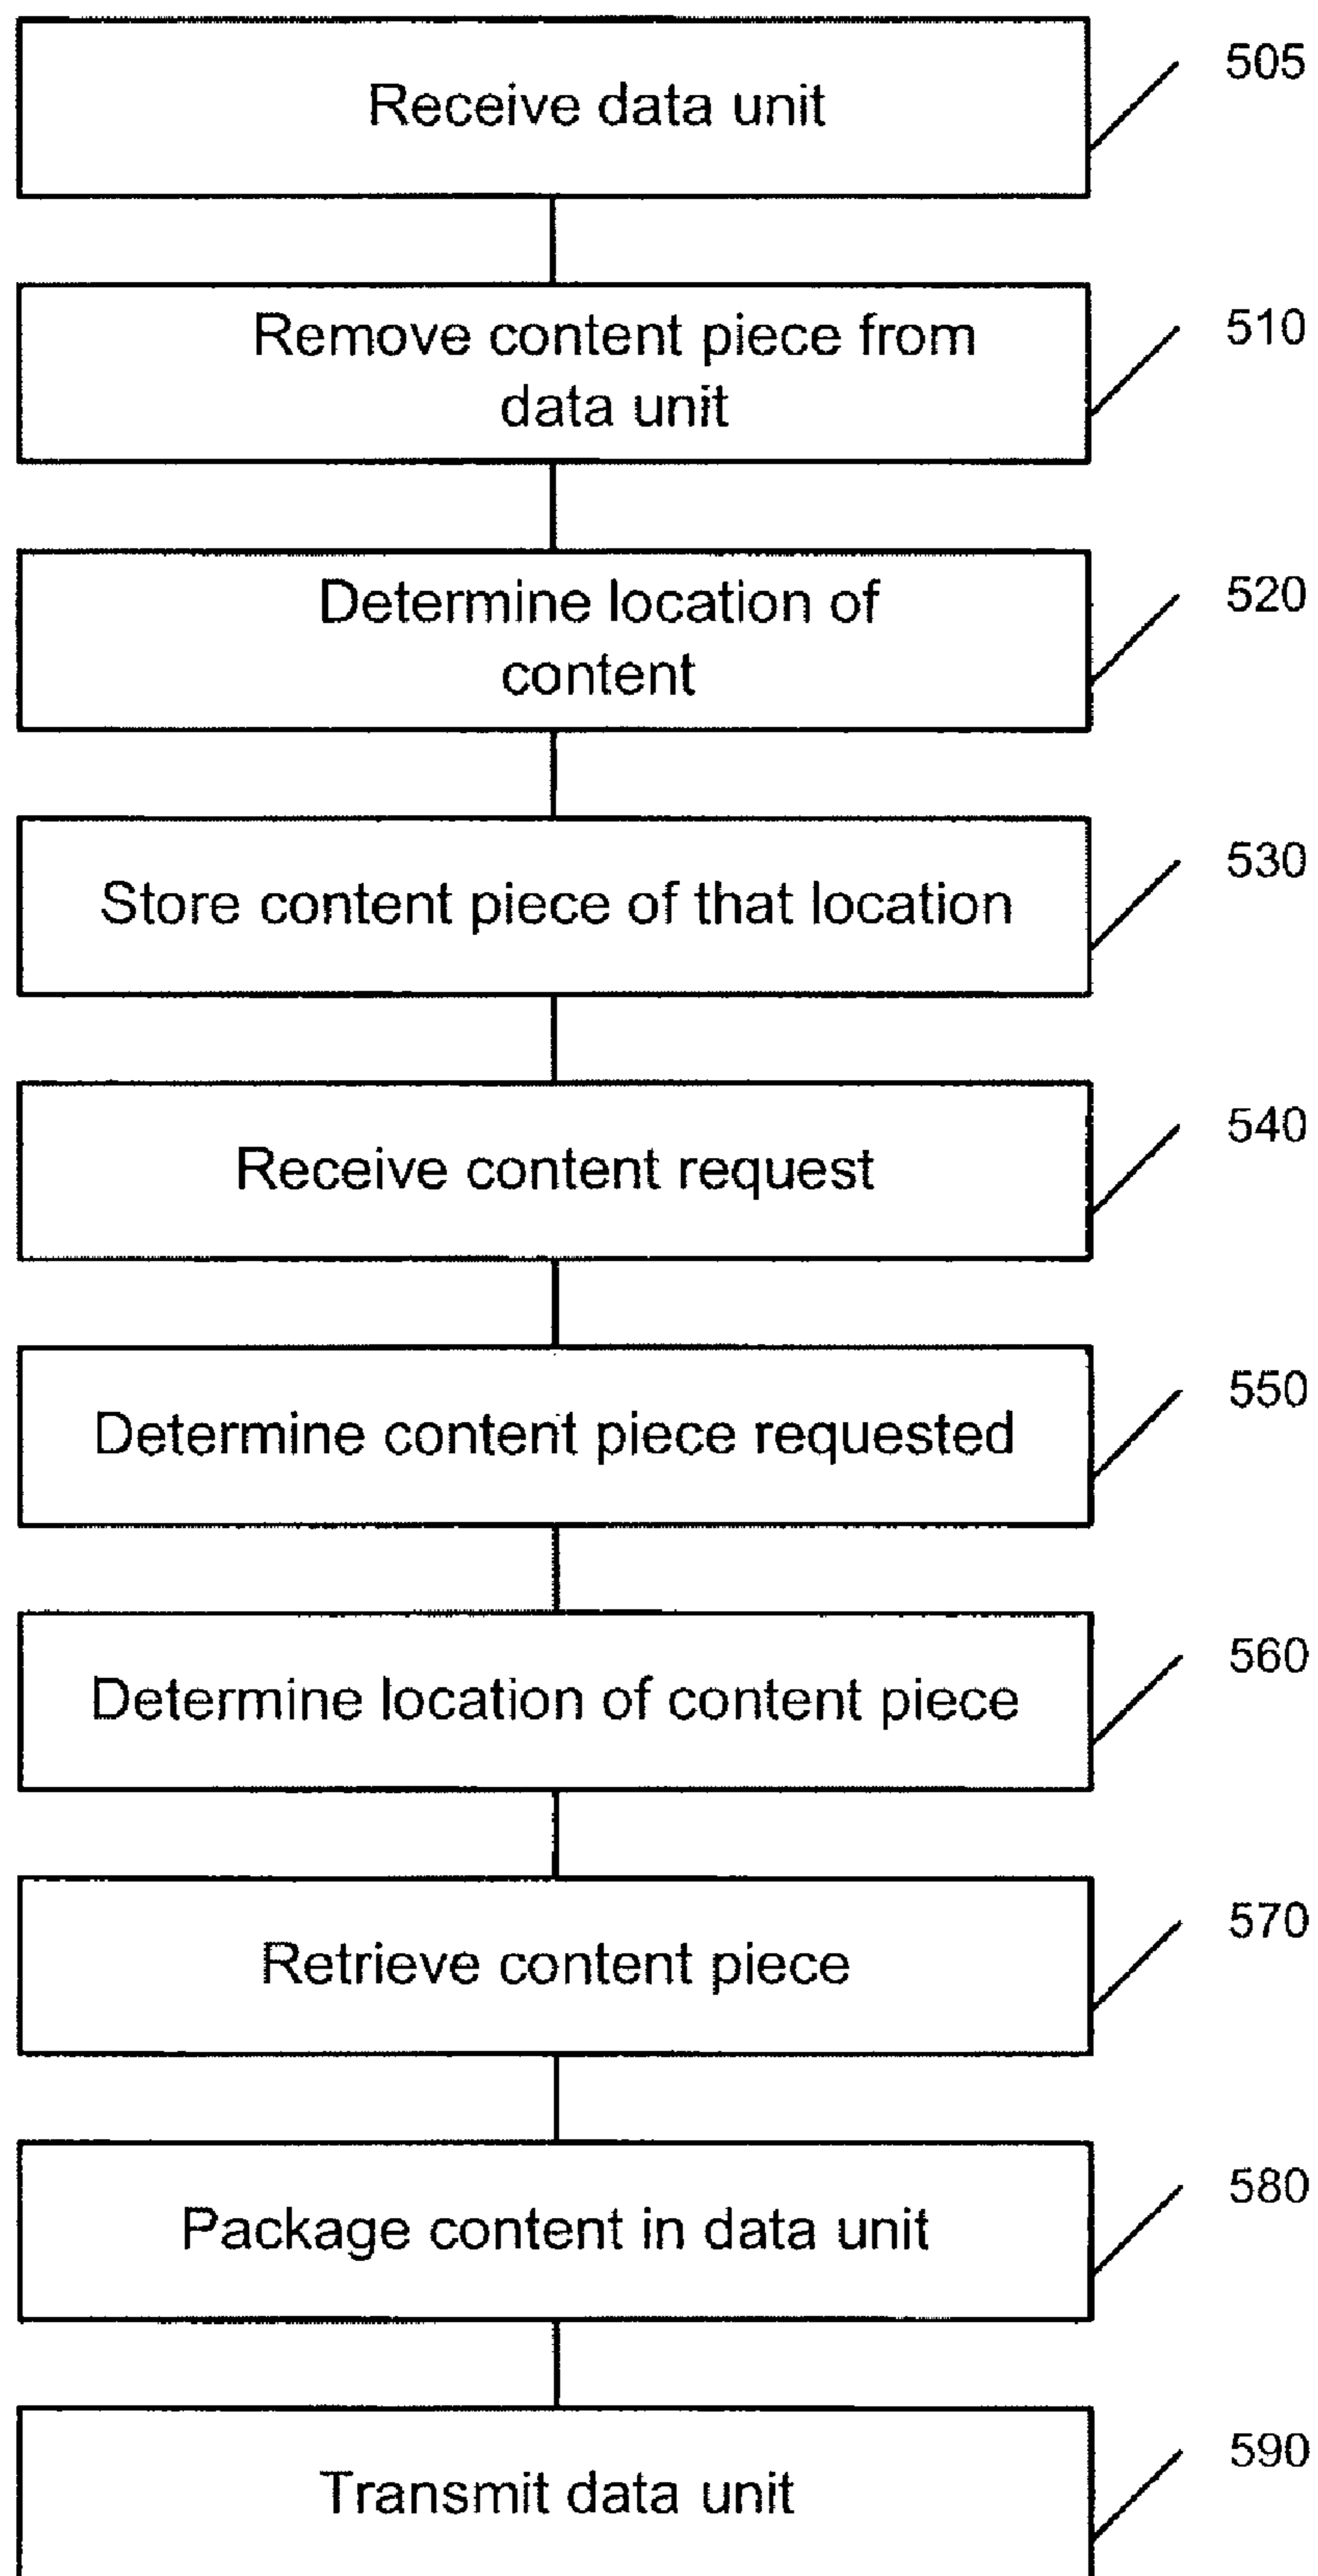 Receive data unit
505
Remove content piece from
data unit
510
Determine location of
content
520
Store content piece of that location
530
Receive content request
540
Determine content piece requested
550
Determine location of content piece
560
Retrieve content piece
570
Package content in data unit
580
Transmit data unit
590